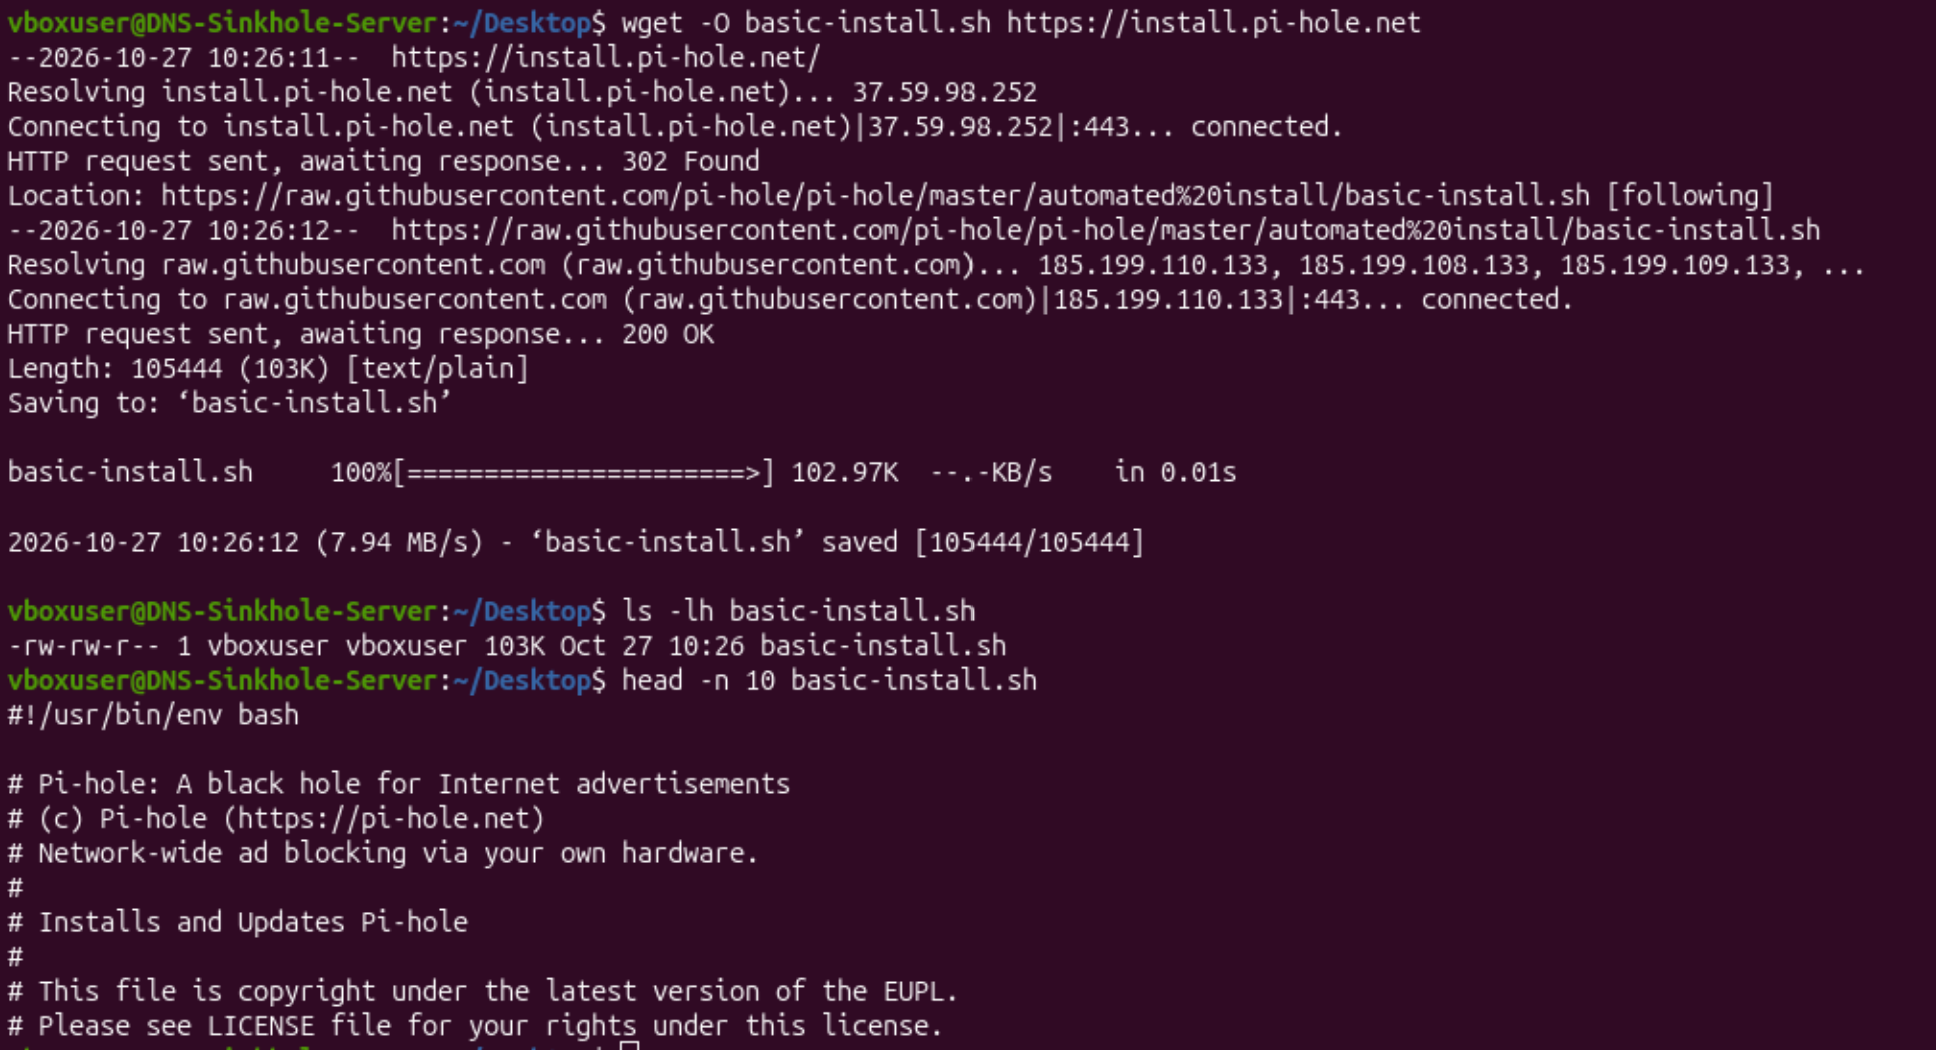 vboxuser@DNS-Sinkhole-Server:~/Desktop$ wget -O basic-install.sh https://install.pi-hole.net
--2026-10-27 10:26:11--  https://install.pi-hole.net/
Resolving install.pi-hole.net (install.pi-hole.net)... 37.59.98.252
Connecting to install.pi-hole.net (install.pi-hole.net)|37.59.98.252|:443... connected.
HTTP request sent, awaiting response... 302 Found
Location: https://raw.githubusercontent.com/pi-hole/pi-hole/master/automated%20install/basic-install.sh [following]
--2026-10-27 10:26:12--  https://raw.githubusercontent.com/pi-hole/pi-hole/master/automated%20install/basic-install.sh
Resolving raw.githubusercontent.com (raw.githubusercontent.com)... 185.199.110.133, 185.199.108.133, 185.199.109.133, ...
Connecting to raw.githubusercontent.com (raw.githubusercontent.com)|185.199.110.133|:443... connected.
HTTP request sent, awaiting response... 200 OK
Length: 105444 (103K) [text/plain]
Saving to: ‘basic-install.sh’
basic-install.sh     100%[======================>] 102.97K  --.-KB/s    in 0.01s
2026-10-27 10:26:12 (7.94 MB/s) - ‘basic-install.sh’ saved [105444/105444]
vboxuser@DNS-Sinkhole-Server:~/Desktop$ ls -lh basic-install.sh
-rw-rw-r-- 1 vboxuser vboxuser 103K Oct 27 10:26 basic-install.sh
vboxuser@DNS-Sinkhole-Server:~/Desktop$ head -n 10 basic-install.sh
#!/usr/bin/env bash
# Pi-hole: A black hole for Internet advertisements
# (c) Pi-hole (https://pi-hole.net)
# Network-wide ad blocking via your own hardware.
#
# Installs and Updates Pi-hole
#
# This file is copyright under the latest version of the EUPL.
# Please see LICENSE file for your rights under this license.